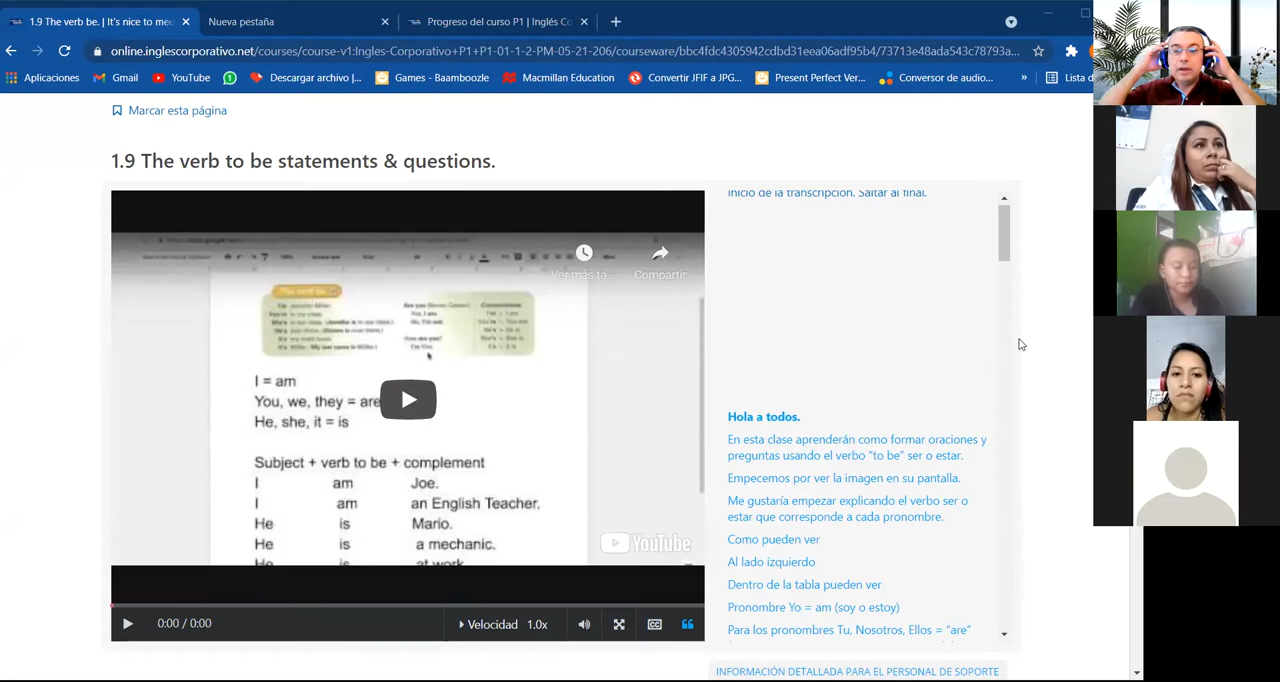 1.9 The verb be. | It's nice to mee
Nueva pestaña
Progreso del curso P1 | Inglés Co
online.inglescorporativo.net/courses/course-v1:Ingles-Corporativo+P1+P1-01-1-2-PM-05-21-206/courseware/bbc4fdc4305942cdbd31eea06adf95b4/73713e48ada543c78793a...
Aplicaciones
Gmail
YouTube
Descargar archivo |...
Games - Baamboozle
Macmillan Education
Convertir JFIF a JPG...
Present Perfect Ver...
Conversor de audio...
»
Lista d
Marcar esta página
1.9 The verb to be statements & questions.
Ver más ta...
Compartir
I = am
You, we, they = are
He, she, it = is
Subject + verb to be + complement
I am Joe.
I am an English Teacher.
He is Mario.
He is a mechanic.
He is at work
YouTube
0:00 / 0:00
Velocidad 1.0x
Inicio de la transcripción. Saltar al final.
Hola a todos.
En esta clase aprenderán como formar oraciones y
preguntas usando el verbo "to be" ser o estar.
Empecemos por ver la imagen en su pantalla.
Me gustaría empezar explicando el verbo ser o
estar que corresponde a cada pronombre.
Como pueden ver
Al lado izquierdo
Dentro de la tabla pueden ver
Pronombre Yo = am (soy o estoy)
Para los pronombres Tu, Nosotros, Ellos = "are"
INFORMACIÓN DETALLADA PARA EL PERSONAL DE SOPORTE